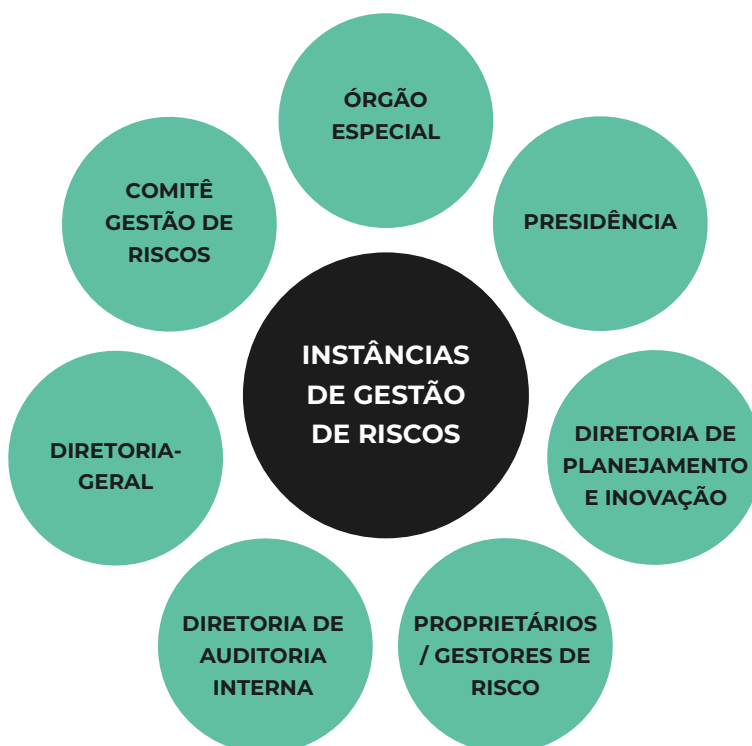 ÓRGÃO
ESPECIAL
PRESIDÊNCIA
DIRETORIA DE
PLANEJAMENTO
E INOVAÇÃO
PROPRIETÁRIOS
/ GESTORES DE
RISCO
DIRETORIA DE
AUDITORIA
INTERNA
DIRETORIA-
GERAL
COMITÊ
GESTÃO DE
RISCOS
INSTÂNCIAS
DE GESTÃO
DE RISCOS